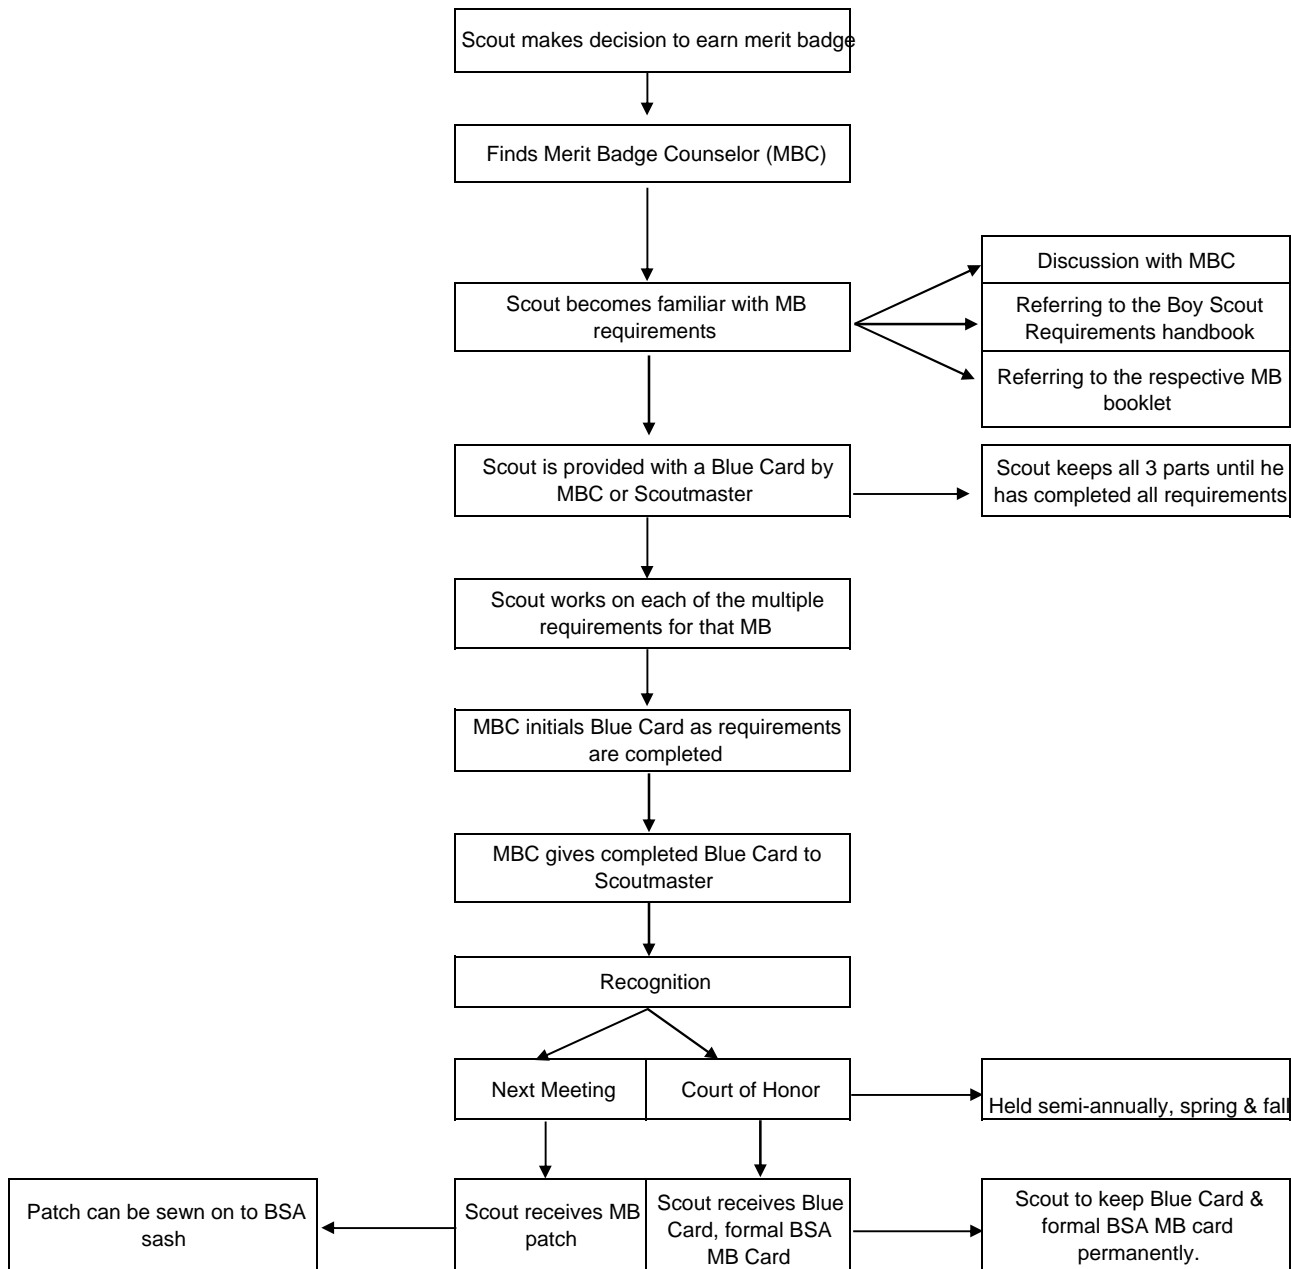 Scout makes decision to earn merit badge
Finds Merit Badge Counselor (MBC)
Scout becomes familiar with MB
requirements
Discussion with MBC
Referring to the Boy Scout
Requirements handbook
Referring to the respective MB
booklet
Scout is provided with a Blue Card by
MBC or Scoutmaster
Scout keeps all 3 parts until he
has completed all requirements
Scout works on each of the multiple
requirements for that MB
MBC initials Blue Card as requirements
are completed
MBC gives completed Blue Card to
Scoutmaster
Recognition
Next Meeting
Court of Honor
Held semi-annually, spring & fall
Patch can be sewn on to BSA
sash
Scout receives MB
patch
Scout receives Blue
Card, formal BSA
MB Card
Scout to keep Blue Card &
formal BSA MB card
permanently.